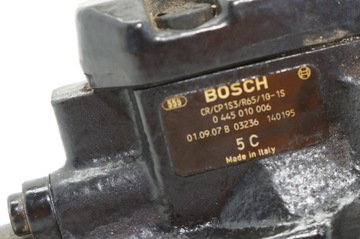 BOSCH
CR/CP1S3/R65/10-1S
0 445 010 006
01.09.07 B 03236 140195
5 C
Made in Italy